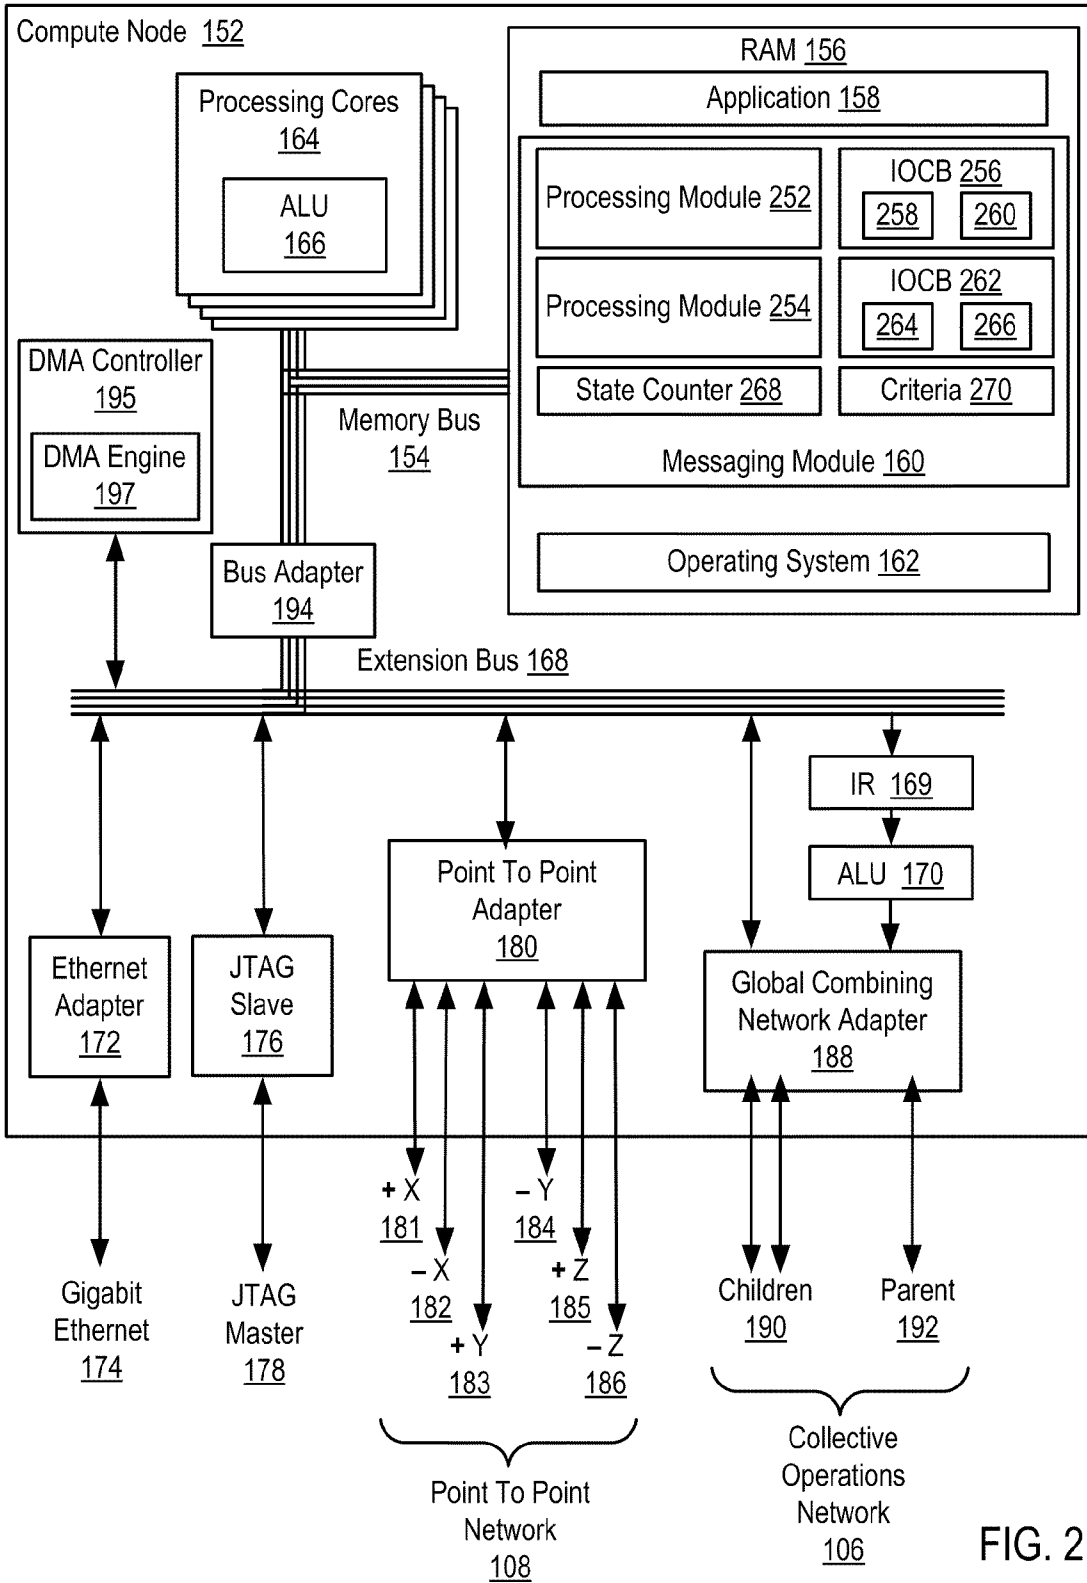 Compute Node 152
RAM 156
Application 158
Processing Cores
164
ALU
166
Processing Module 252
IOCB 256
258 260
Processing Module 254
IOCB 262
264 266
State Counter 268
Criteria 270
Messaging Module 160
Operating System 162
DMA Controller
195
DMA Engine
197
Memory Bus
154
Bus Adapter
194
Extension Bus 168
IR 169
ALU 170
Point To Point
Adapter
180
Ethernet
Adapter
172
JTAG
Slave
176
Global Combining
Network Adapter
188
+ X
181
– X
182
+ Y
183
– Y
184
+ Z
185
– Z
186
Gigabit
Ethernet
174
JTAG
Master
178
Children
190
Parent
192
Point To Point
Network
108
Collective
Operations
Network
106
FIG. 2